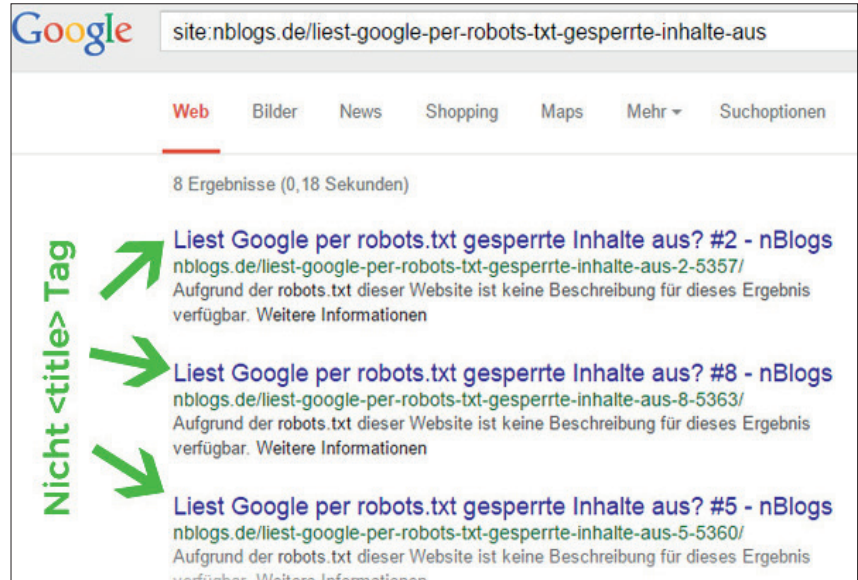 Google site:nblogs.de/liest-google-per-robots-txt-gesperrte-inhalte-aus
Web Bilder News Shopping Maps Mehr Suchoptionen
8 Ergebnisse (0,18 Sekunden)
Nicht <title> Tag
Liest Google per robots.txt gesperrte Inhalte aus? #2 - nBlogs
nblogs.de/liest-google-per-robots-txt-gesperrte-inhalte-aus-2-5357/
Aufgrund der robots.txt dieser Website ist keine Beschreibung für dieses Ergebnis
verfügbar. Weitere Informationen
Liest Google per robots.txt gesperrte Inhalte aus? #8 - nBlogs
nblogs.de/liest-google-per-robots-txt-gesperrte-inhalte-aus-8-5363/
Aufgrund der robots.txt dieser Website ist keine Beschreibung für dieses Ergebnis
verfügbar. Weitere Informationen
Liest Google per robots.txt gesperrte Inhalte aus? #5 - nBlogs
nblogs.de/liest-google-per-robots-txt-gesperrte-inhalte-aus-5-5360/
Aufgrund der robots.txt dieser Website ist keine Beschreibung für dieses Ergebnis
verfügbar. Weitere Informationen